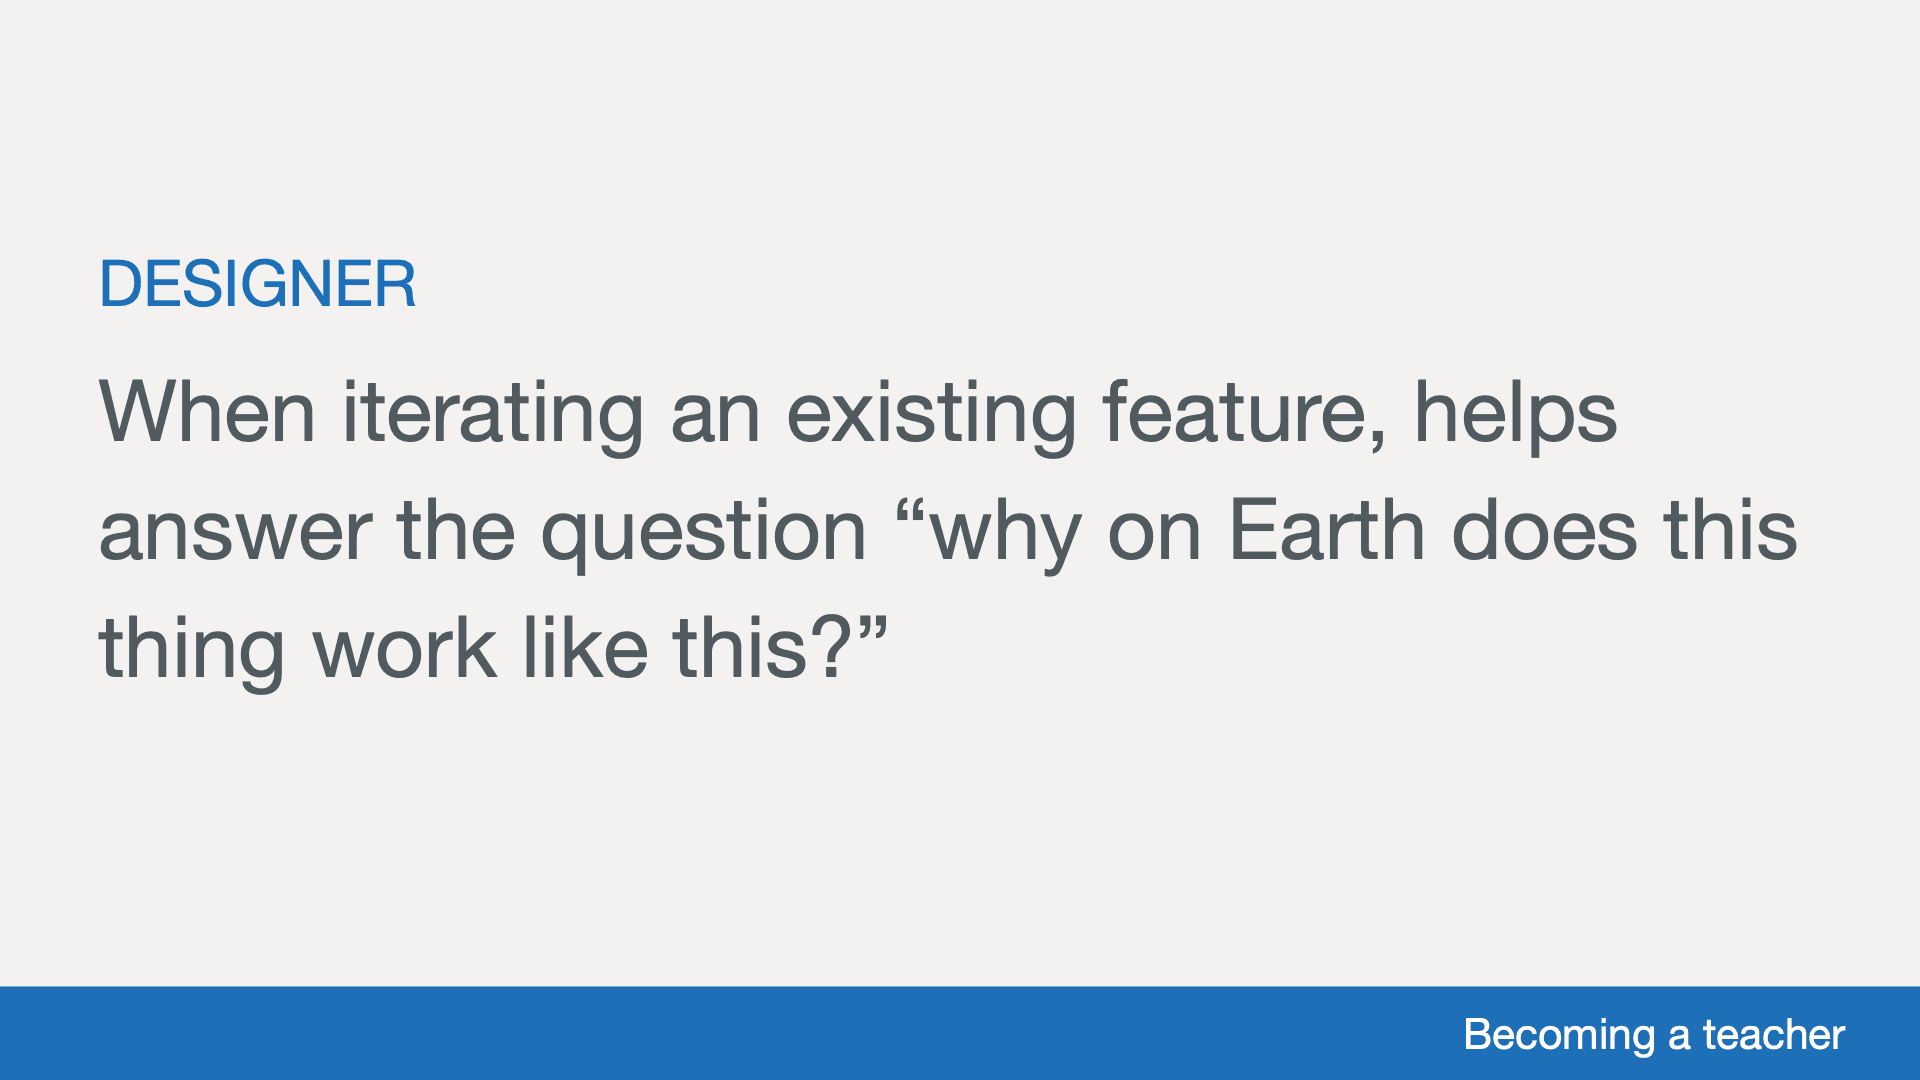 DESIGNER
When iterating an existing feature, helps
answer the question “why on Earth does this
thing work like this?”
Becoming a teacher